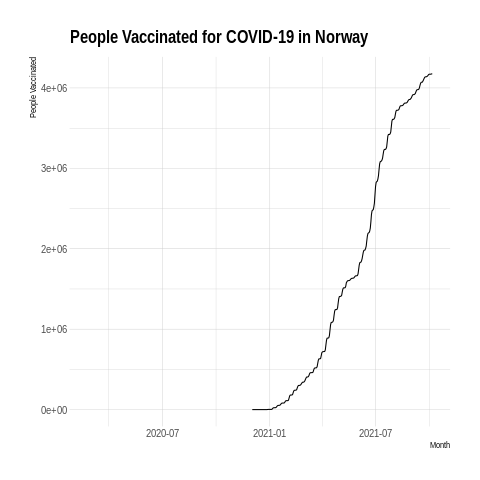 People Vaccinated for COVID-19 in Norway
People Vaccinated
4e+06
3e+06
2e+06
1e+06
0e+00
2020-07
2021-01
2021-07
Month